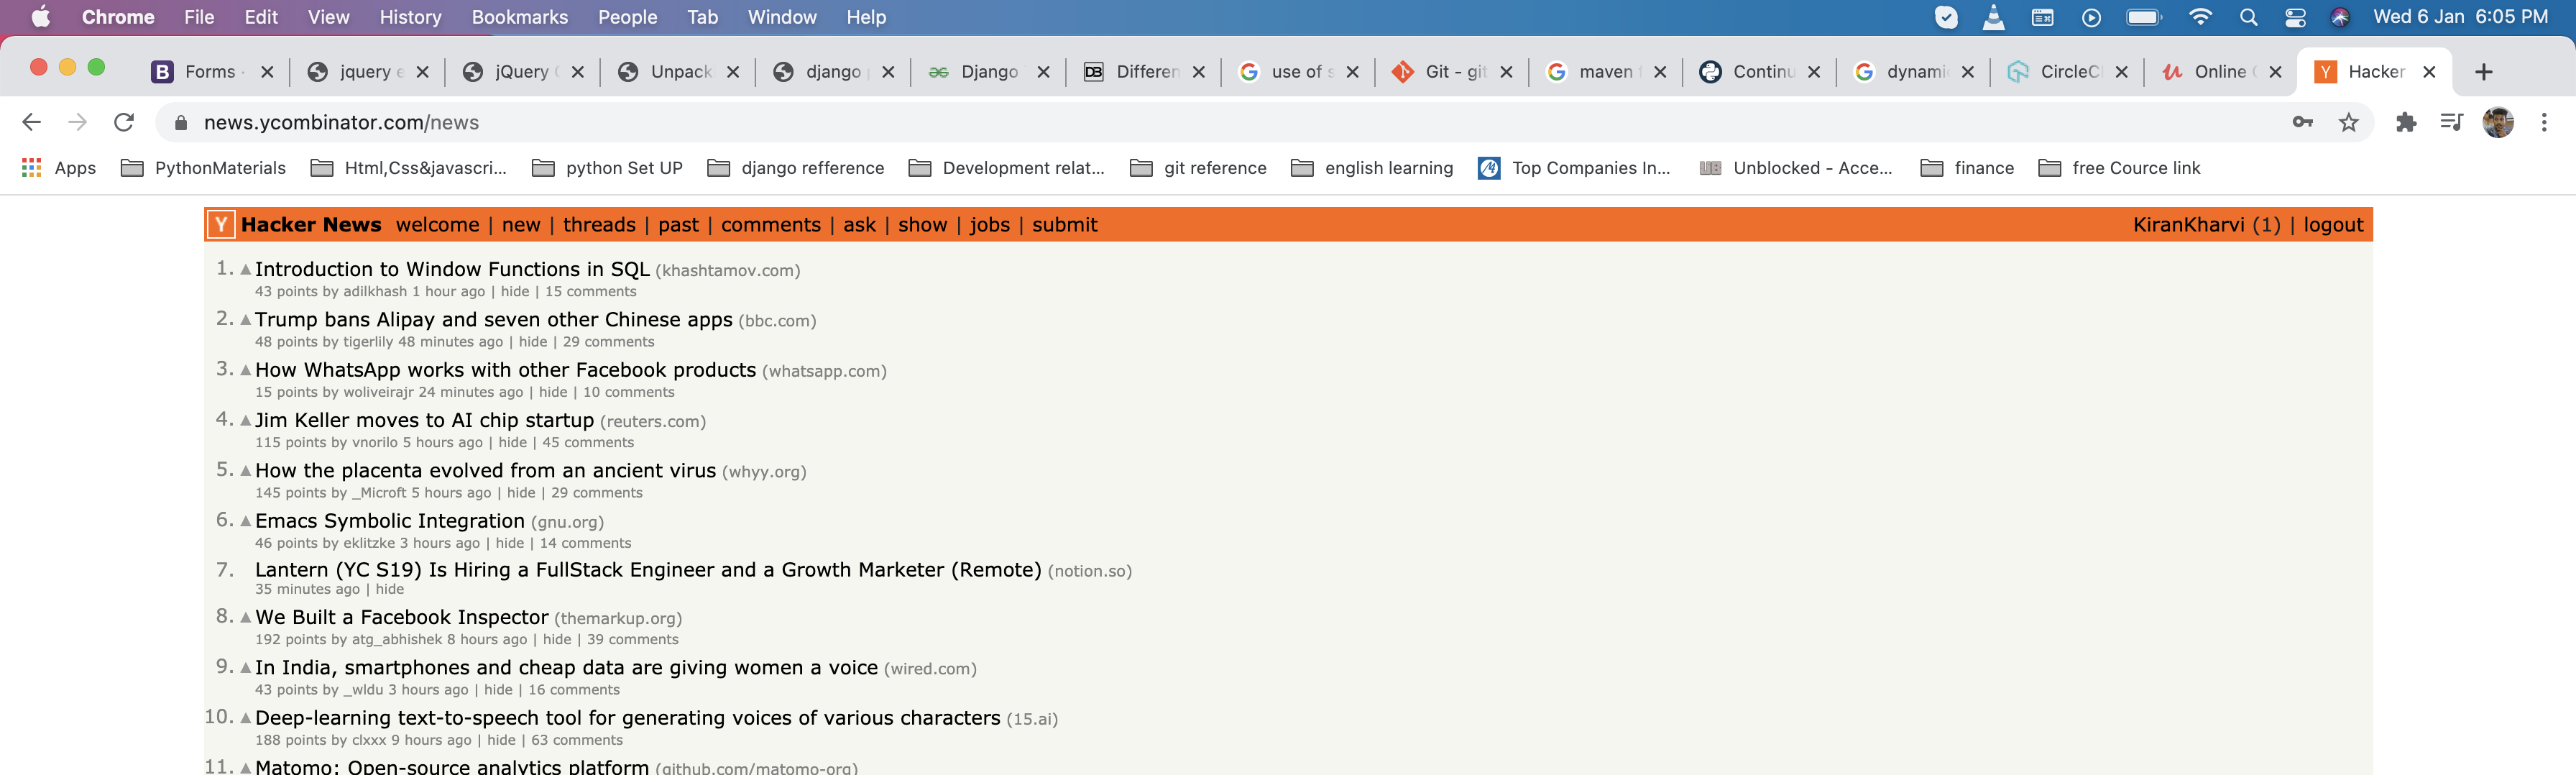 Chrome File Edit View History Bookmarks People Tab Window Help Wed 6 Jan 6:05 PM
B Forms · jquery e jQuery Unpack django Django DB Differen use of s Git - git maven Continu dynami CircleC Online Y Hacker
news.ycombinator.com/news
Apps PythonMaterials Html,Css&javascri... python Set UP django refference Development relat... git reference english learning Top Companies In... UB Unblocked - Acce... finance free Cource link
Y Hacker News welcome | new | threads | past | comments | ask | show | jobs | submit KiranKharvi (1) | logout
1. Introduction to Window Functions in SQL (khashtamov.com)
43 points by adilkhash 1 hour ago | hide | 15 comments
2. Trump bans Alipay and seven other Chinese apps (bbc.com)
48 points by tigerlily 48 minutes ago | hide | 29 comments
3. How WhatsApp works with other Facebook products (whatsapp.com)
15 points by woliveirajr 24 minutes ago | hide | 10 comments
4. Jim Keller moves to AI chip startup (reuters.com)
115 points by vnorilo 5 hours ago | hide | 45 comments
5. How the placenta evolved from an ancient virus (whyy.org)
145 points by _Microft 5 hours ago | hide | 29 comments
6. Emacs Symbolic Integration (gnu.org)
46 points by eklitzke 3 hours ago | hide | 14 comments
7. Lantern (YC S19) Is Hiring a FullStack Engineer and a Growth Marketer (Remote) (notion.so)
35 minutes ago | hide
8. We Built a Facebook Inspector (themarkup.org)
192 points by atg_abhishek 8 hours ago | hide | 39 comments
9. In India, smartphones and cheap data are giving women a voice (wired.com)
43 points by _wldu 3 hours ago | hide | 16 comments
10. Deep-learning text-to-speech tool for generating voices of various characters (15.ai)
188 points by clxxx 9 hours ago | hide | 63 comments
11. Matomo: Open-source analytics platform (github.com/matomo-org)